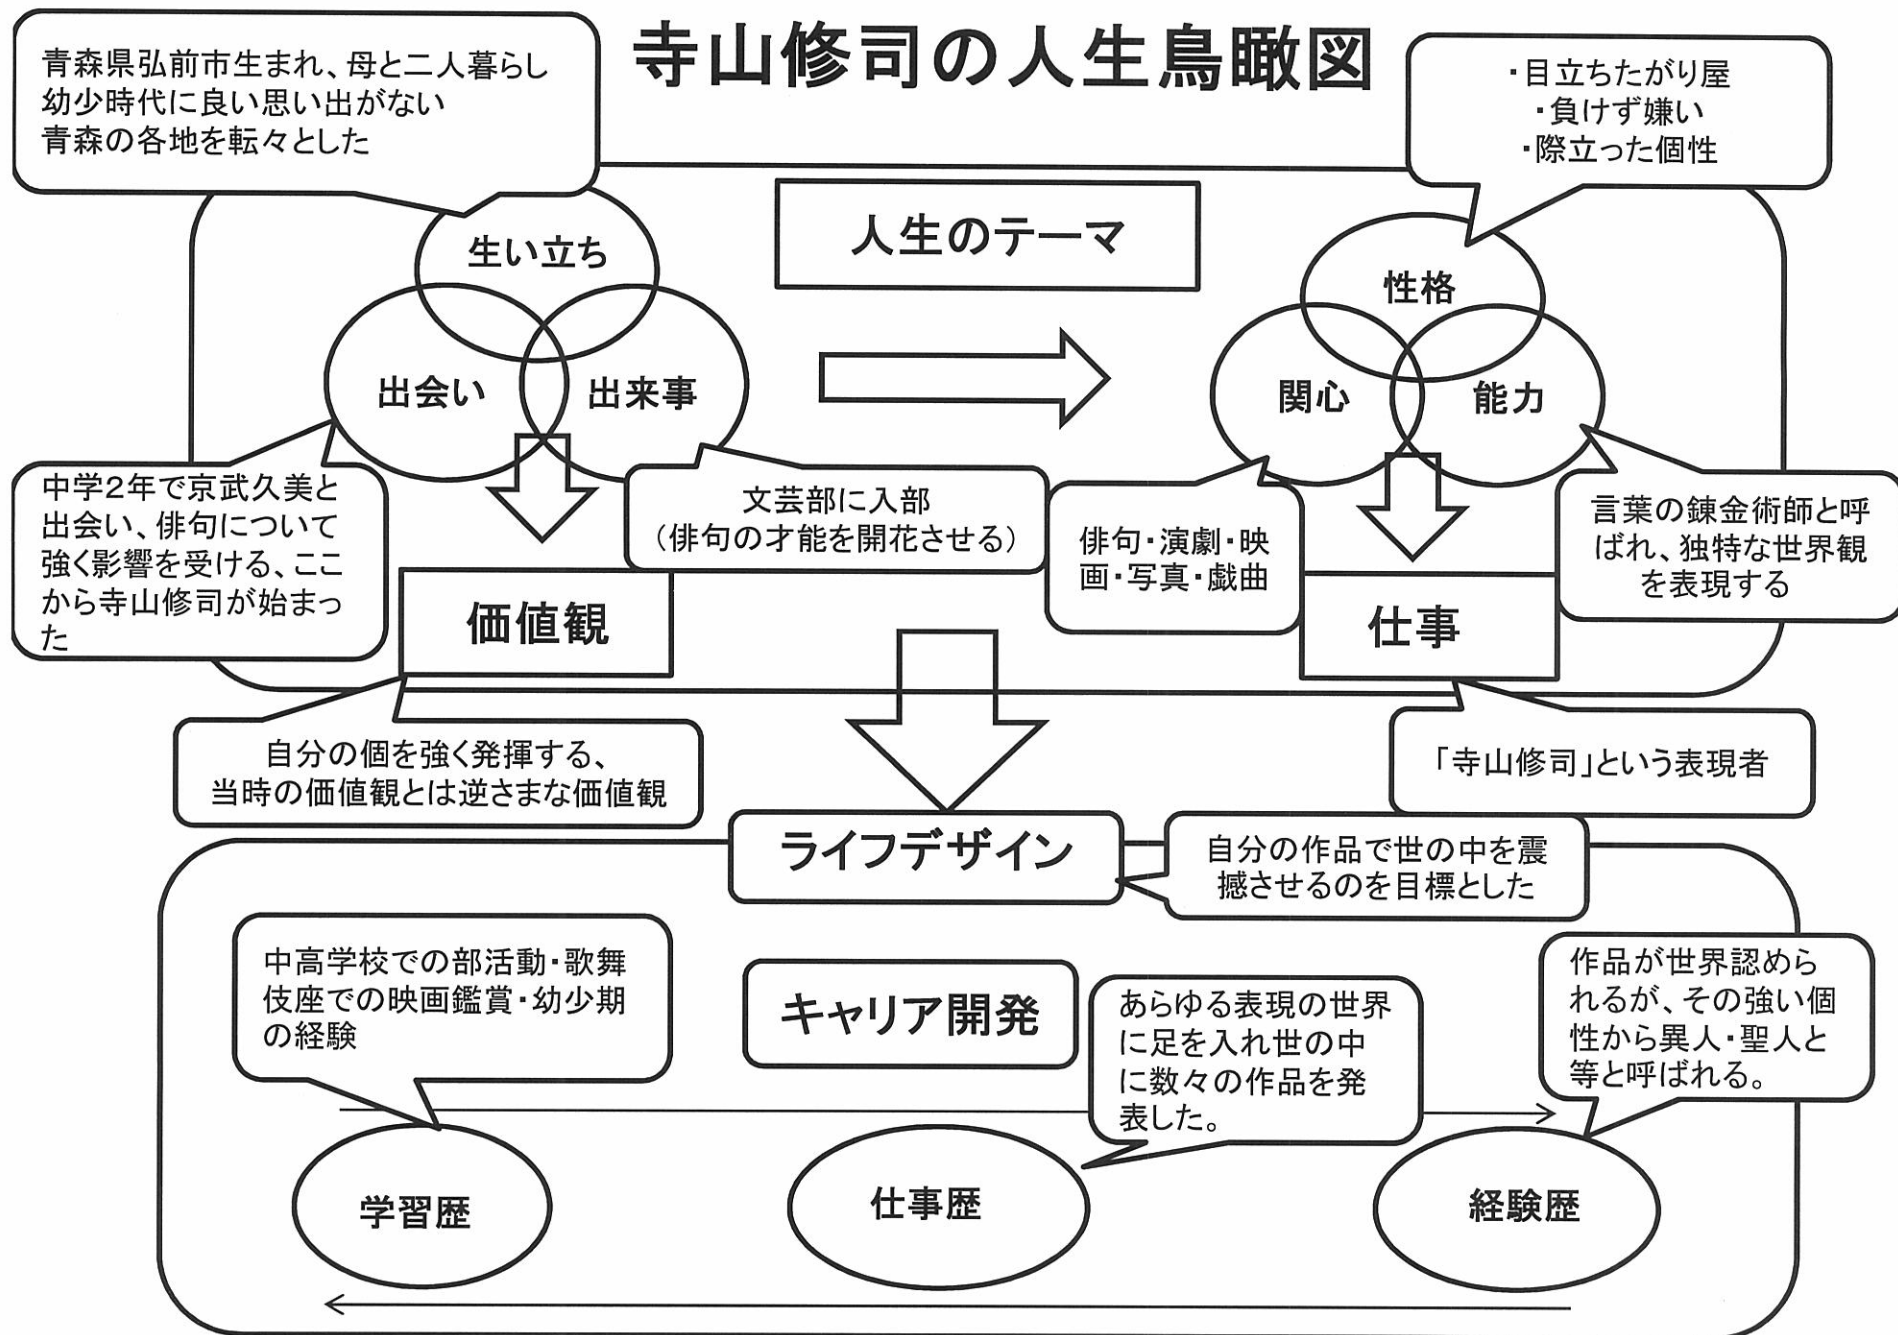 寺山修司の人生鳥瞰図
青森県弘前市生まれ、母と二人暮らし
幼少時代に良い思い出がない
青森の各地を転々とした
・目立ちたがり屋
・負けず嫌い
・際立った個性
人生のテーマ
生い立ち
出会い
出来事
性格
関心
能力
中学2年で京武久美と
出会い、俳句について
強く影響を受ける、ここ
から寺山修司が始まっ
た
文芸部に入部
(俳句の才能を開花させる)
俳句・演劇・映
画・写真・戯曲
言葉の錬金術師と呼
ばれ、独特な世界観
を表現する
価値観
仕事
自分の個を強く発揮する、
当時の価値観とは逆さまな価値観
「寺山修司」という表現者
ライフデザイン
自分の作品で世の中を震
撼させるのを目標とした
中高学校での部活動・歌舞
伎座での映画鑑賞・幼少期
の経験
キャリア開発
あらゆる表現の世界
に足を入れ世の中
に数々の作品を発
表した。
作品が世界認めら
れるが、その強い個
性から異人・聖人と
等と呼ばれる。
学習歴
仕事歴
経験歴